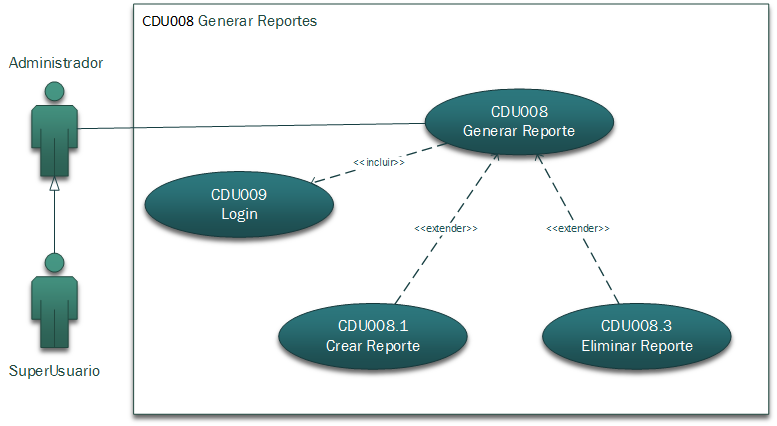 CDU008 Generar Reportes
Administrador
CDU008
Generar Reporte
<<incluir>>
CDU009
Login
<<extender>>
<<extender>>
CDU008.1
Crear Reporte
CDU008.3
Eliminar Reporte
SuperUsuario